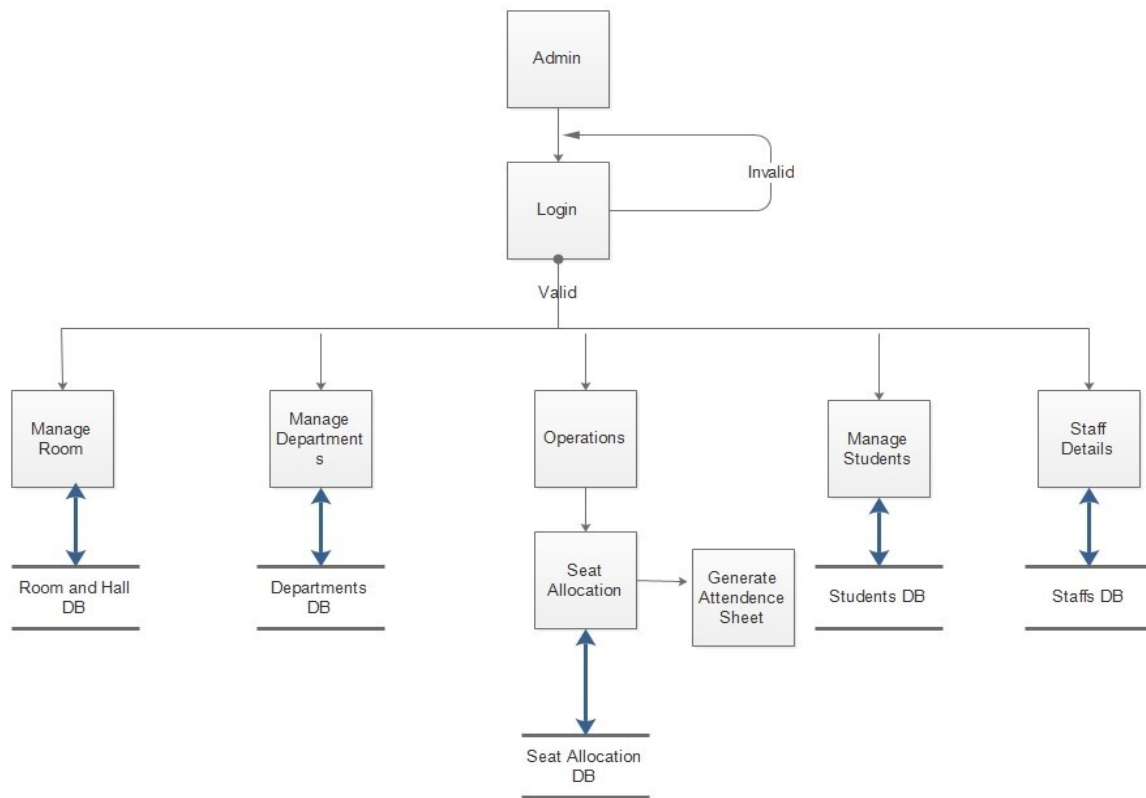 Admin
Invalid
Login
Valid
Manage
Room
Manage
Department
s
Operations
Manage
Students
Staff
Details
Room and Hall
DB
Departments
DB
Seat
Allocation
Generate
Attendence
Sheet
Students DB
Staffs DB
Seat Allocation
DB